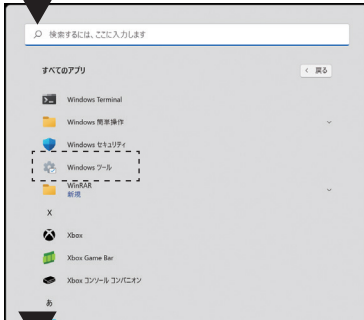 検索するには、ここに入力します
すべてのアプリ
< 戻る
Windows Terminal
Windows 簡単操作
Windows セキュリティ
Windows ツール
WinRAR
新規
X
Xbox
Xbox Game Bar
Xbox コンソール コンパニオン
あ